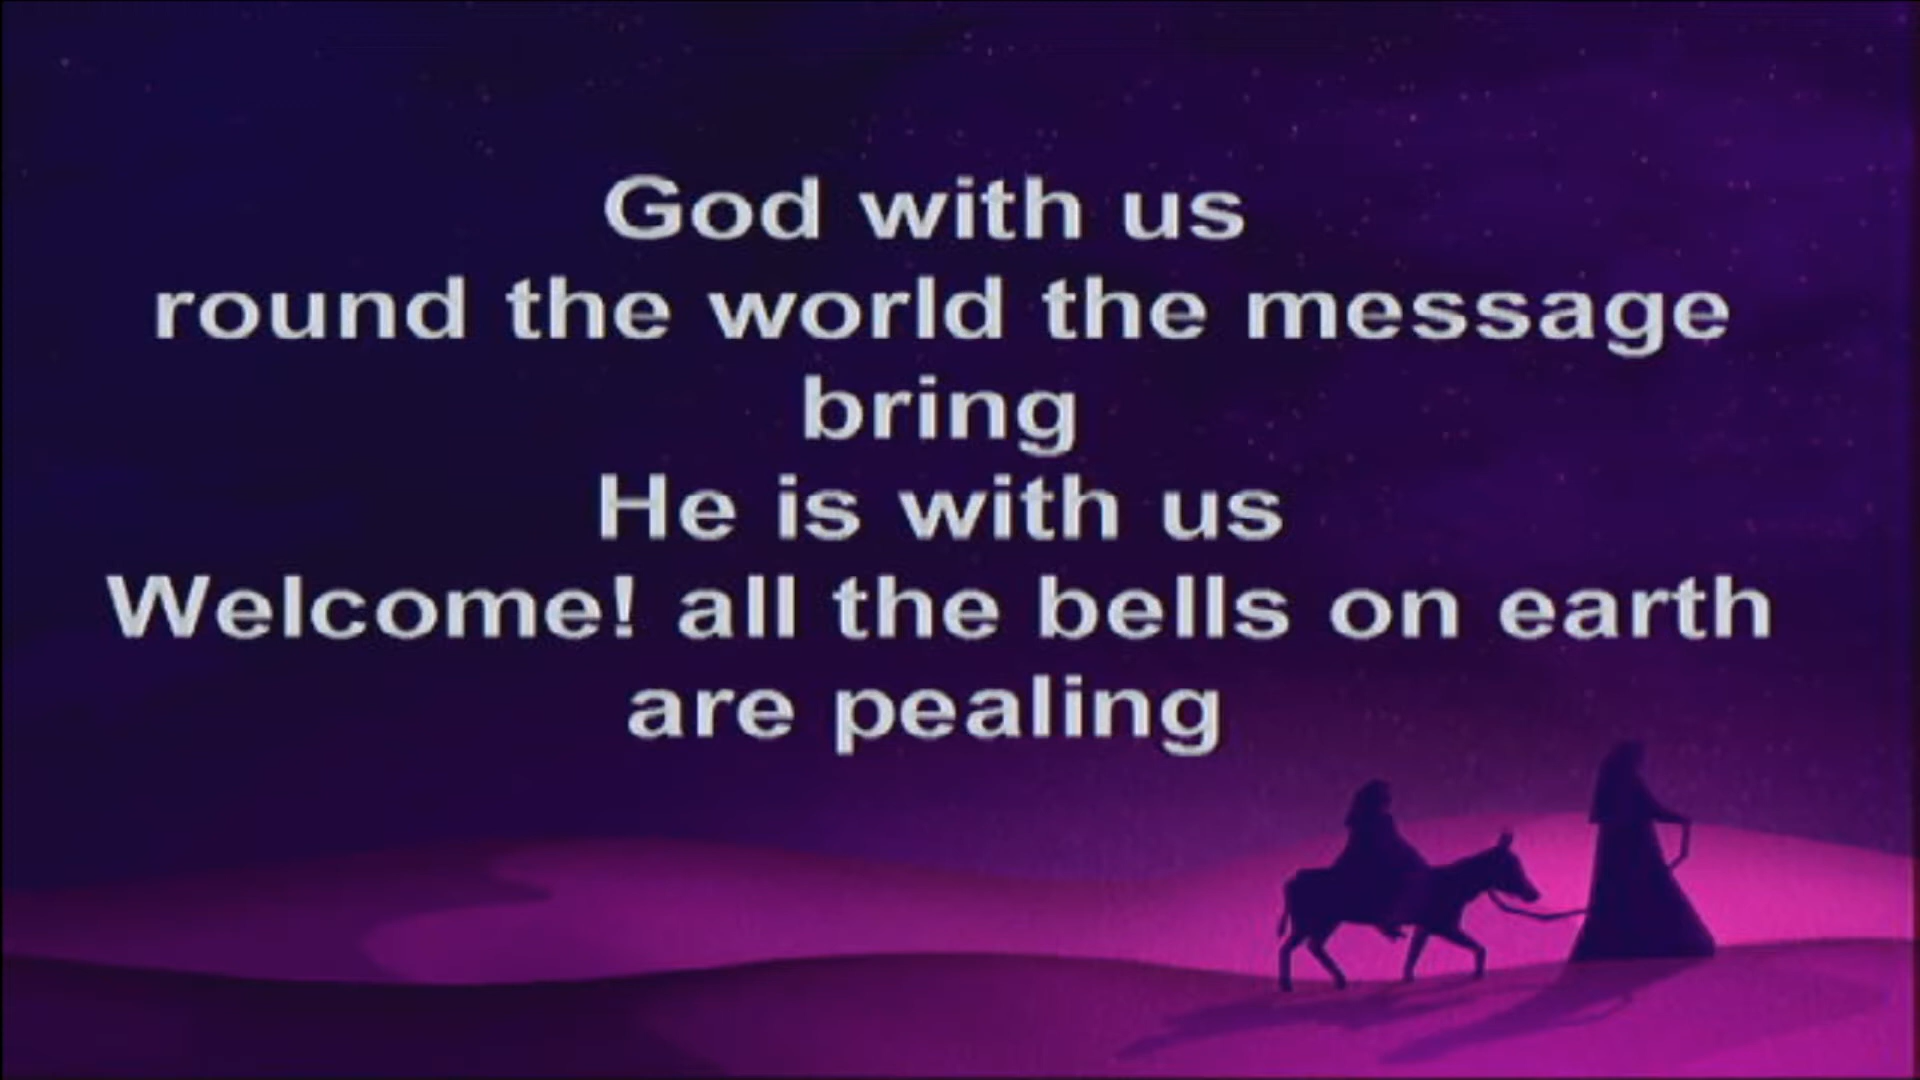 God with us
round the world the message
bring
He is with us
Welcome! all the bells on earth
are pealing